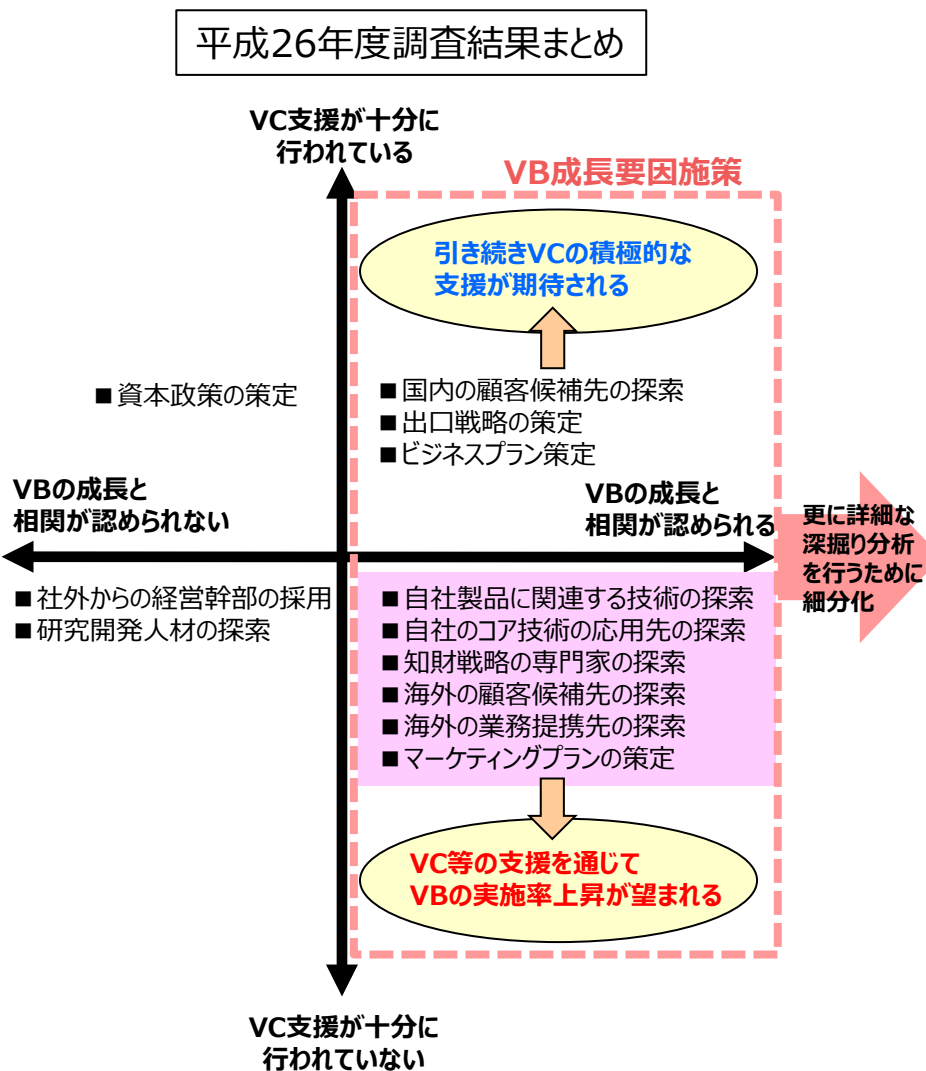 平成26年度調査結果まとめ
VC支援が十分に
行われている
VB成長要因施策
引き続きVCの積極的な
支援が期待される
■資本政策の策定
■国内の顧客候補先の探索
■出口戦略の策定
■ビジネスプラン策定
VBの成長と
相関が認められない
VBの成長と
相関が認められる
更に詳細な
深掘り分析
を行うために
細分化
■社外からの経営幹部の採用
■研究開発人材の探索
■自社製品に関連する技術の探索
■自社のコア技術の応用先の探索
■知財戦略の専門家の探索
■海外の顧客候補先の探索
■海外の業務提携先の探索
■マーケティングプランの策定
VC等の支援を通じて
VBの実施率上昇が望まれる
VC支援が十分に
行われていない